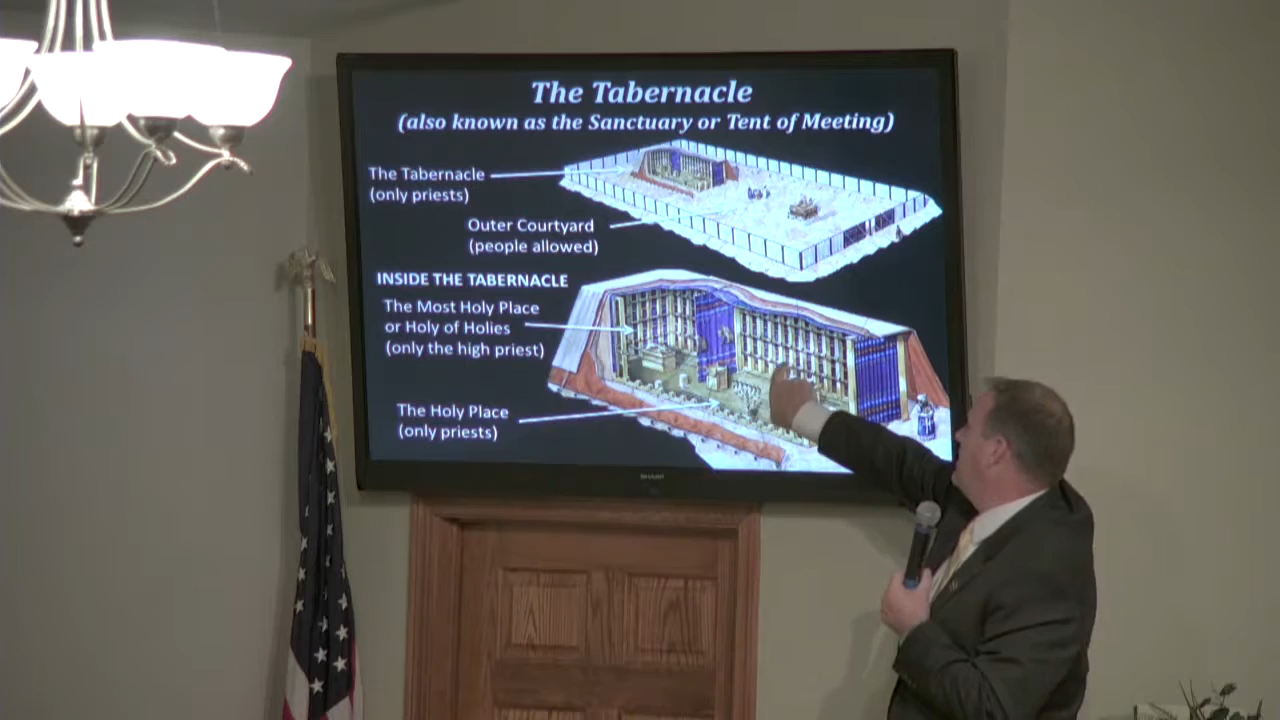 The Tabernacle
(also known as the Sanctuary or Tent of Meeting)
The Tabernacle
(only priests)
Outer Courtyard
(people allowed)
INSIDE THE TABERNACLE
The Most Holy Place
or Holy of Holies
(only the high priest)
The Holy Place
(only priests)
SHARP